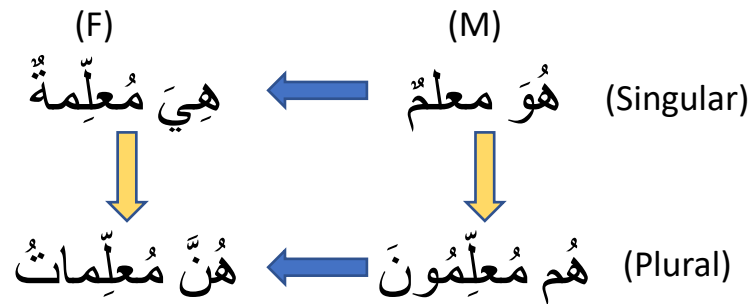 (F) (M)
هُوَ معلمٌ هِيَ مُعلِّمةٌ (Singular)
هُم مُعلِّمُونَ هُنَّ مُعلِّماتُ (Plural)